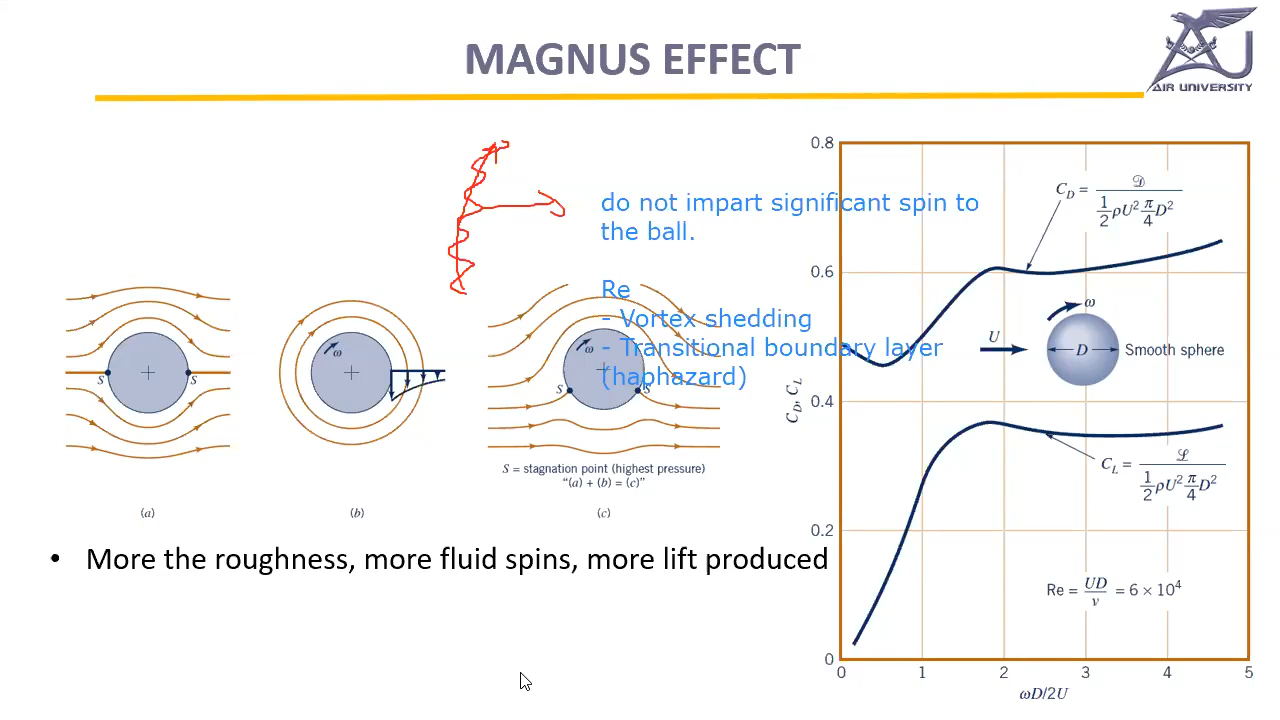 MAGNUS EFFECT
AIR UNIVERSITY
do not impart significant spin to
the ball.
Re
- Vortex shedding
- Transitional boundary layer
(haphazard)
S
S
(a)
ω
(b)
ω
S
S
S = stagnation point (highest pressure)
"(a) + (b) = (c)"
(c)
• More the roughness, more fluid spins, more lift produced
0.8
0.6
0.4
0.2
0
C_D, C_L
C_D = 𝒟 / (1/2 ρU² π/4 D²)
ω
U
D
Smooth sphere
C_L = ℒ / (1/2 ρU² π/4 D²)
Re = UD/ν = 6 × 10⁴
0 1 2 3 4 5
ωD/2U